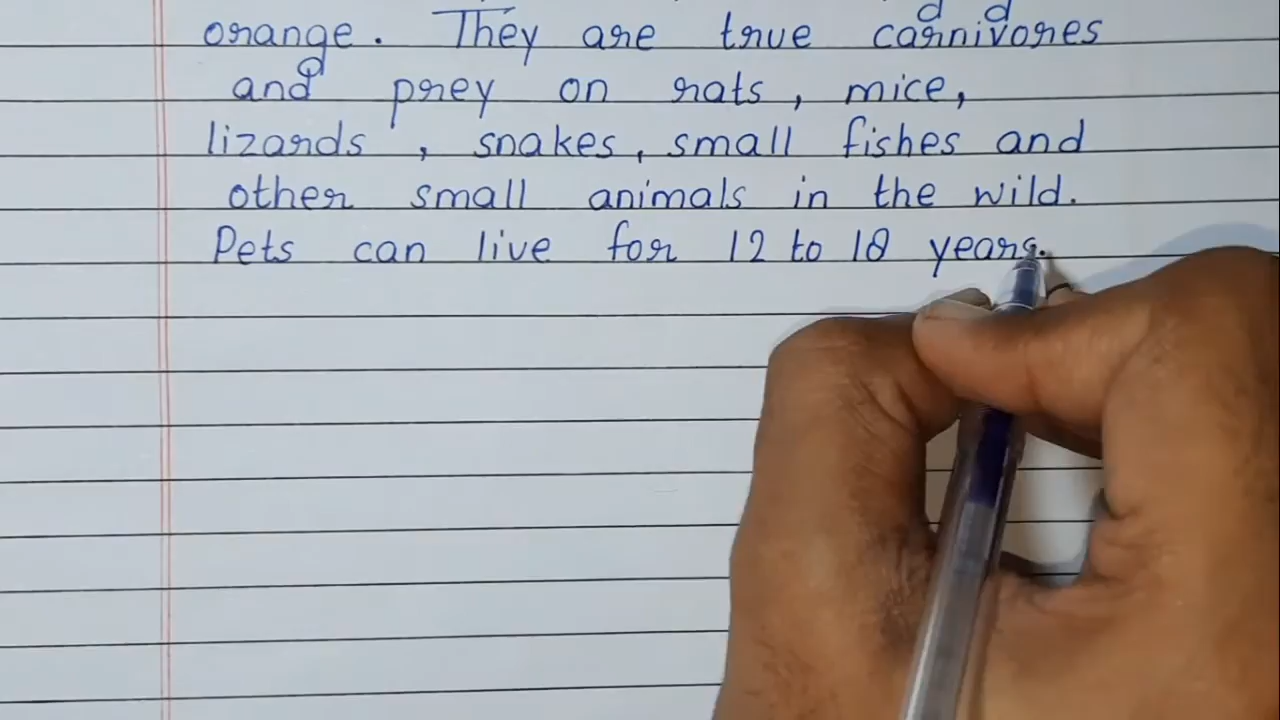 orange. They are true carnivores
and prey on rats, mice,
lizards, snakes, small fishes and
other small animals in the wild.
Pets can live for 12 to 18 years.